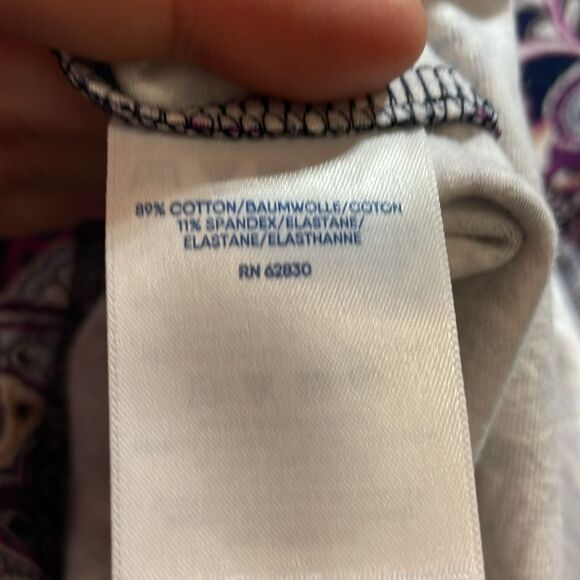 89% COTTON/BAUMWOLLE/COTON
11% SPANDEX/ELASTANE/
ELASTANE/ELASTHANNE
RN 62830